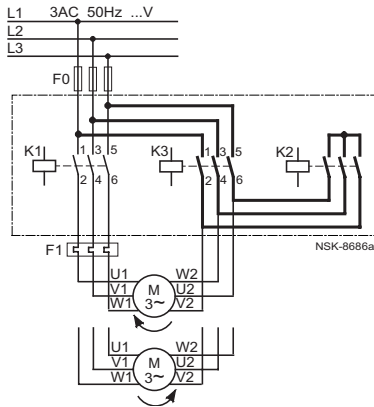 L1 3AC 50Hz ...V
L2
L3
F0
K1 1 3 5
2 4 6
K3 1 3 5
2 4 6
K2
NSK-8686a
F1
U1 W2
V1 M U2
W1 3~ V2
U1 W2
V1 M U2
W1 3~ V2